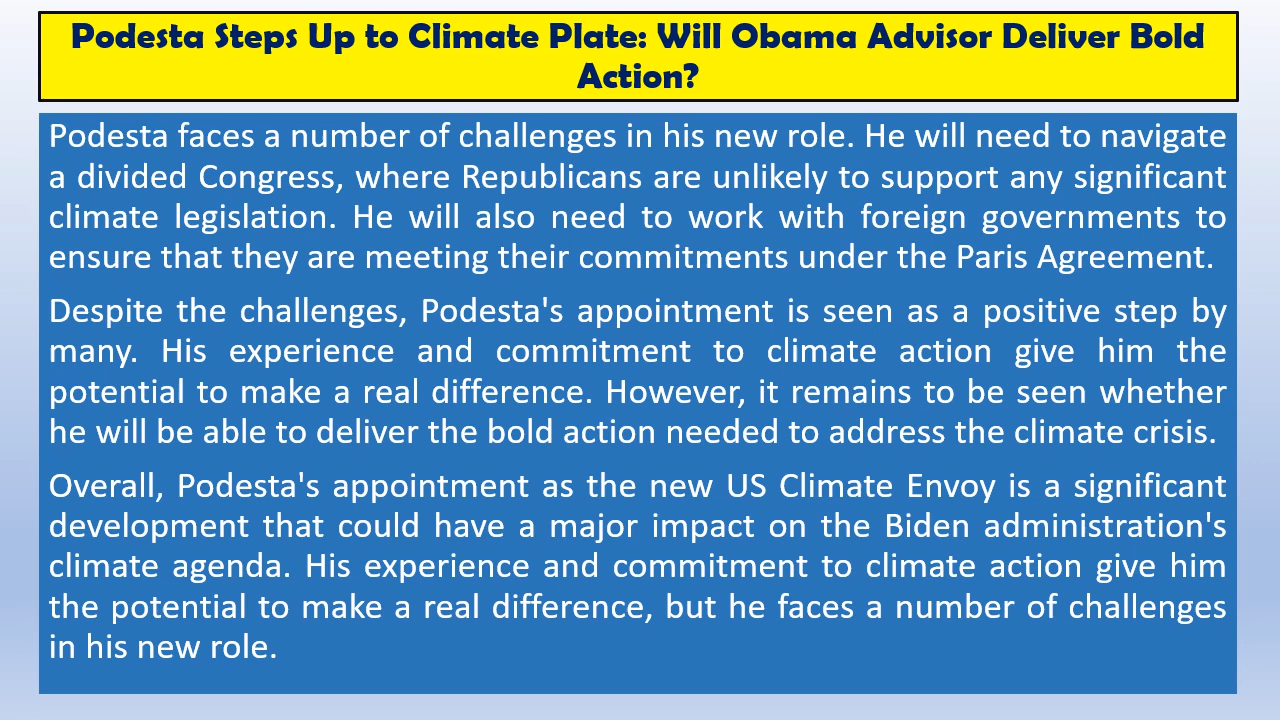 Podesta Steps Up to Climate Plate: Will Obama Advisor Deliver Bold
Action?
Podesta faces a number of challenges in his new role. He will need to navigate
a divided Congress, where Republicans are unlikely to support any significant
climate legislation. He will also need to work with foreign governments to
ensure that they are meeting their commitments under the Paris Agreement.
Despite the challenges, Podesta's appointment is seen as a positive step by
many. His experience and commitment to climate action give him the
potential to make a real difference. However, it remains to be seen whether
he will be able to deliver the bold action needed to address the climate crisis.
Overall, Podesta's appointment as the new US Climate Envoy is a significant
development that could have a major impact on the Biden administration's
climate agenda. His experience and commitment to climate action give him
the potential to make a real difference, but he faces a number of challenges
in his new role.